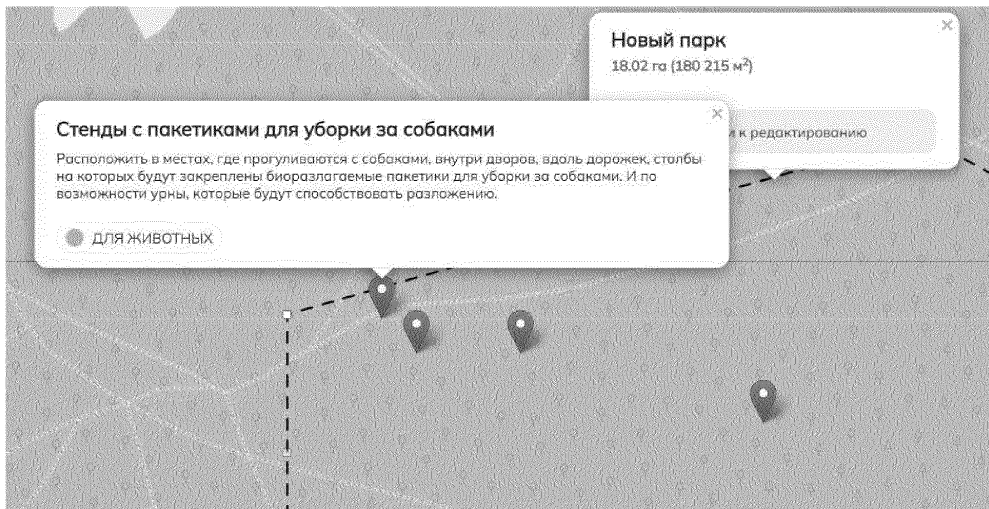 Новый парк
18.02 га (180 215 м²)
к редактированию
Стенды с пакетиками для уборки за собаками
Расположить в местах, где прогуливаются с собаками, внутри дворов, вдоль дорожек, столбы
на которых будут закреплены биоразлагаемые пакетики для уборки за собаками. И по
возможности урны, которые будут способствовать разложению.
ДЛЯ ЖИВОТНЫХ